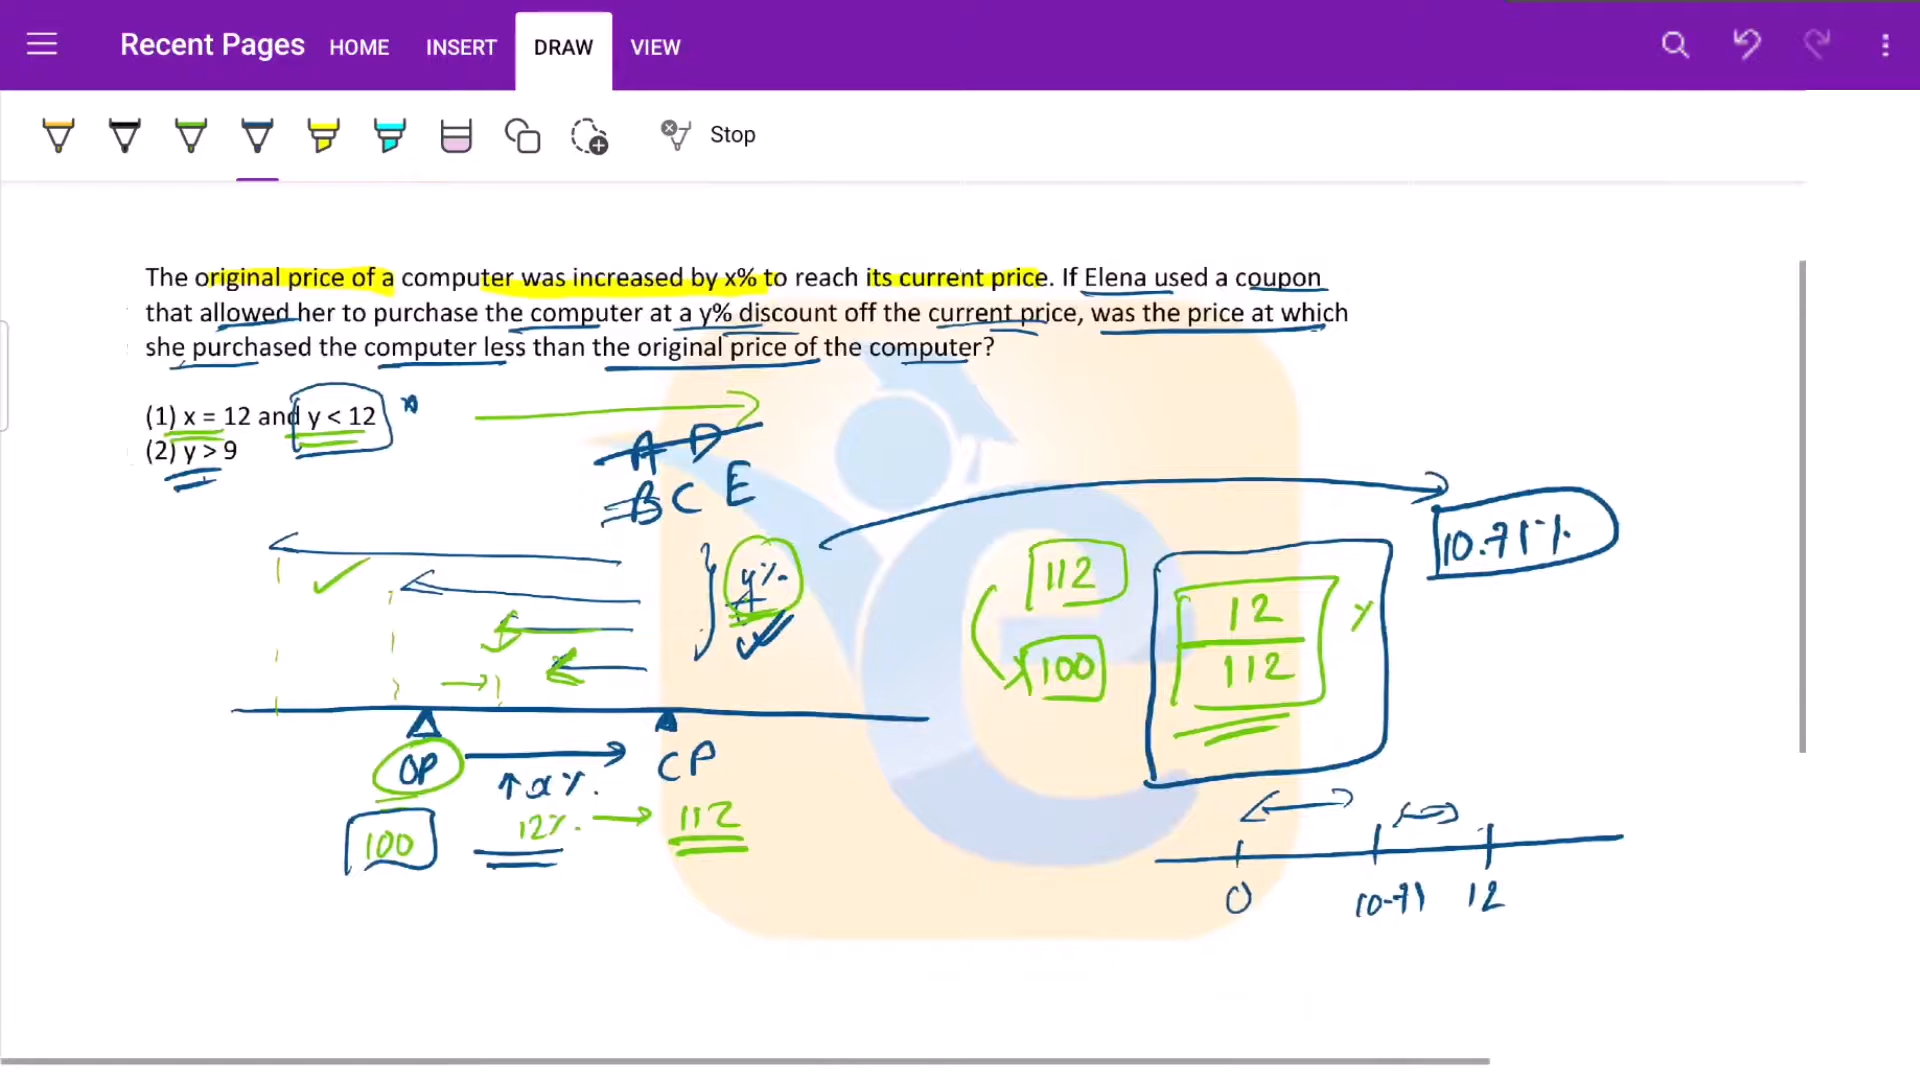 Recent Pages HOME INSERT DRAW VIEW
Stop
The original price of a computer was increased by x% to reach its current price. If Elena used a coupon
that allowed her to purchase the computer at a y% discount off the current price, was the price at which
she purchased the computer less than the original price of the computer?
(1) x = 12 and y < 12
(2) y > 9
A D
B C E
10.71%
y%
112
100
12
112
OP
CP
↑ x%.
100
12%. → 112
0 10.71 12